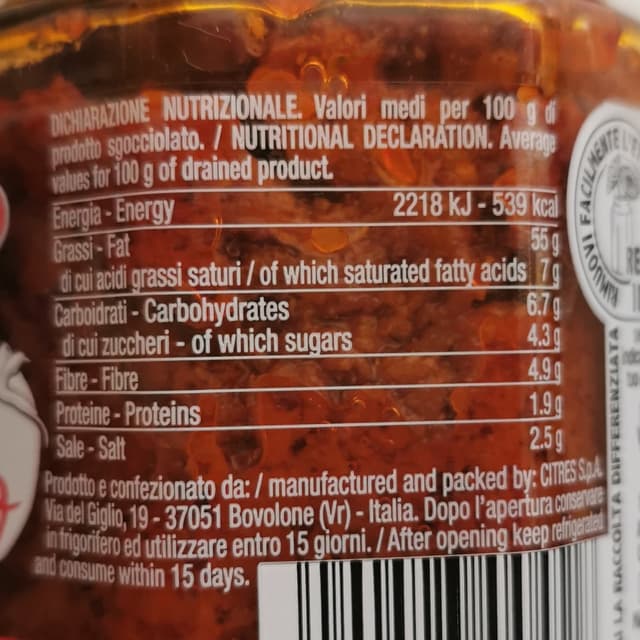 DICHIARAZIONE NUTRIZIONALE. Valori medi per 100 g di
prodotto sgocciolato. / NUTRITIONAL DECLARATION. Average
values for 100 g of drained product.
Energia - Energy 2218 kJ - 539 kcal
Grassi - Fat 55 g
di cui acidi grassi saturi / of which saturated fatty acids 7 g
Carboidrati - Carbohydrates 6.7 g
di cui zuccheri - of which sugars 4.3 g
Fibre - Fibre 4.9 g
Proteine - Proteins 1.9 g
Sale - Salt 2.5 g
Prodotto e confezionato da: / manufactured and packed by: CITRES S.p.A.
Via del Giglio, 19 - 37051 Bovolone (Vr) - Italia. Dopo l'apertura conservare
in frigorifero ed utilizzare entro 15 giorni. / After opening keep refrigerated
and consume within 15 days.
RIMUOVI FACILMENTE
LA RACCOLTA DIFFERENZIATA